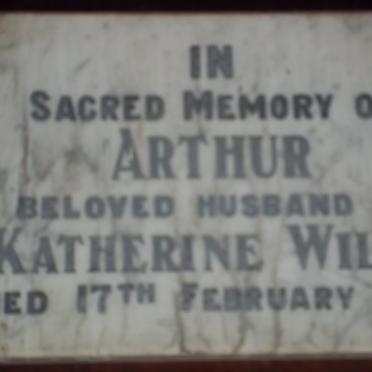 IN
SACRED MEMORY O
ARTHUR
BELOVED HUSBAND
KATHERINE WIL
ED 17TH FEBRUARY